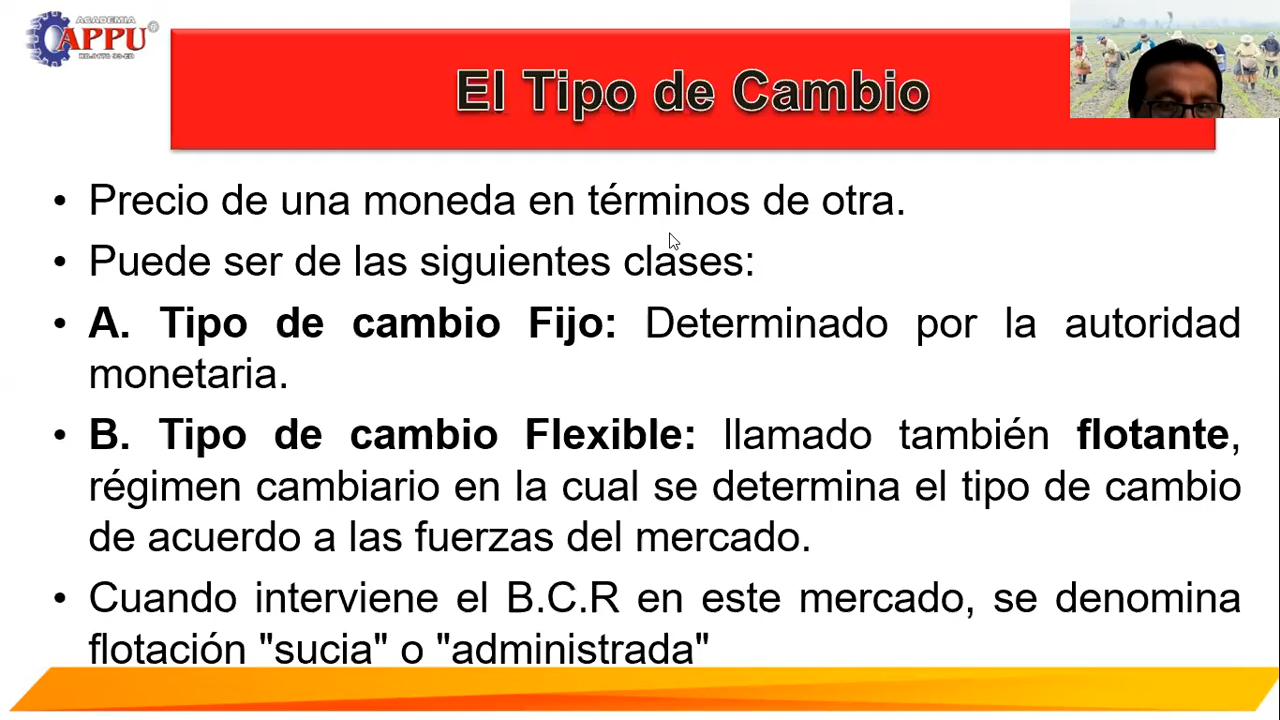 ACADEMIA
APPU
El Tipo de Cambio
• Precio de una moneda en términos de otra.
• Puede ser de las siguientes clases:
• A. Tipo de cambio Fijo: Determinado por la autoridad
monetaria.
• B. Tipo de cambio Flexible: llamado también flotante,
régimen cambiario en la cual se determina el tipo de cambio
de acuerdo a las fuerzas del mercado.
• Cuando interviene el B.C.R en este mercado, se denomina
flotación "sucia" o "administrada"